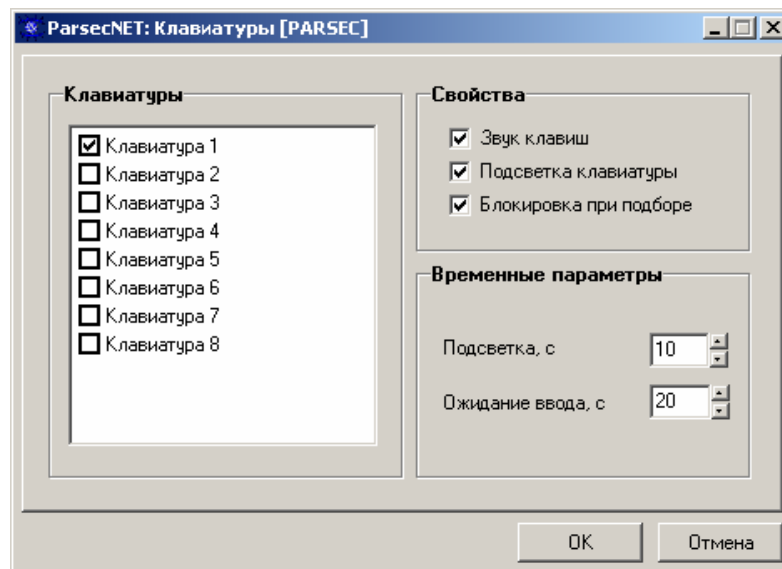 ParsecNET: Клавиатуры [PARSEC]
Клавиатуры
Клавиатура 1
Клавиатура 2
Клавиатура 3
Клавиатура 4
Клавиатура 5
Клавиатура 6
Клавиатура 7
Клавиатура 8
Свойства
Звук клавиш
Подсветка клавиатуры
Блокировка при подборе
Временные параметры
Подсветка, с 10
Ожидание ввода, с 20
OK Отмена